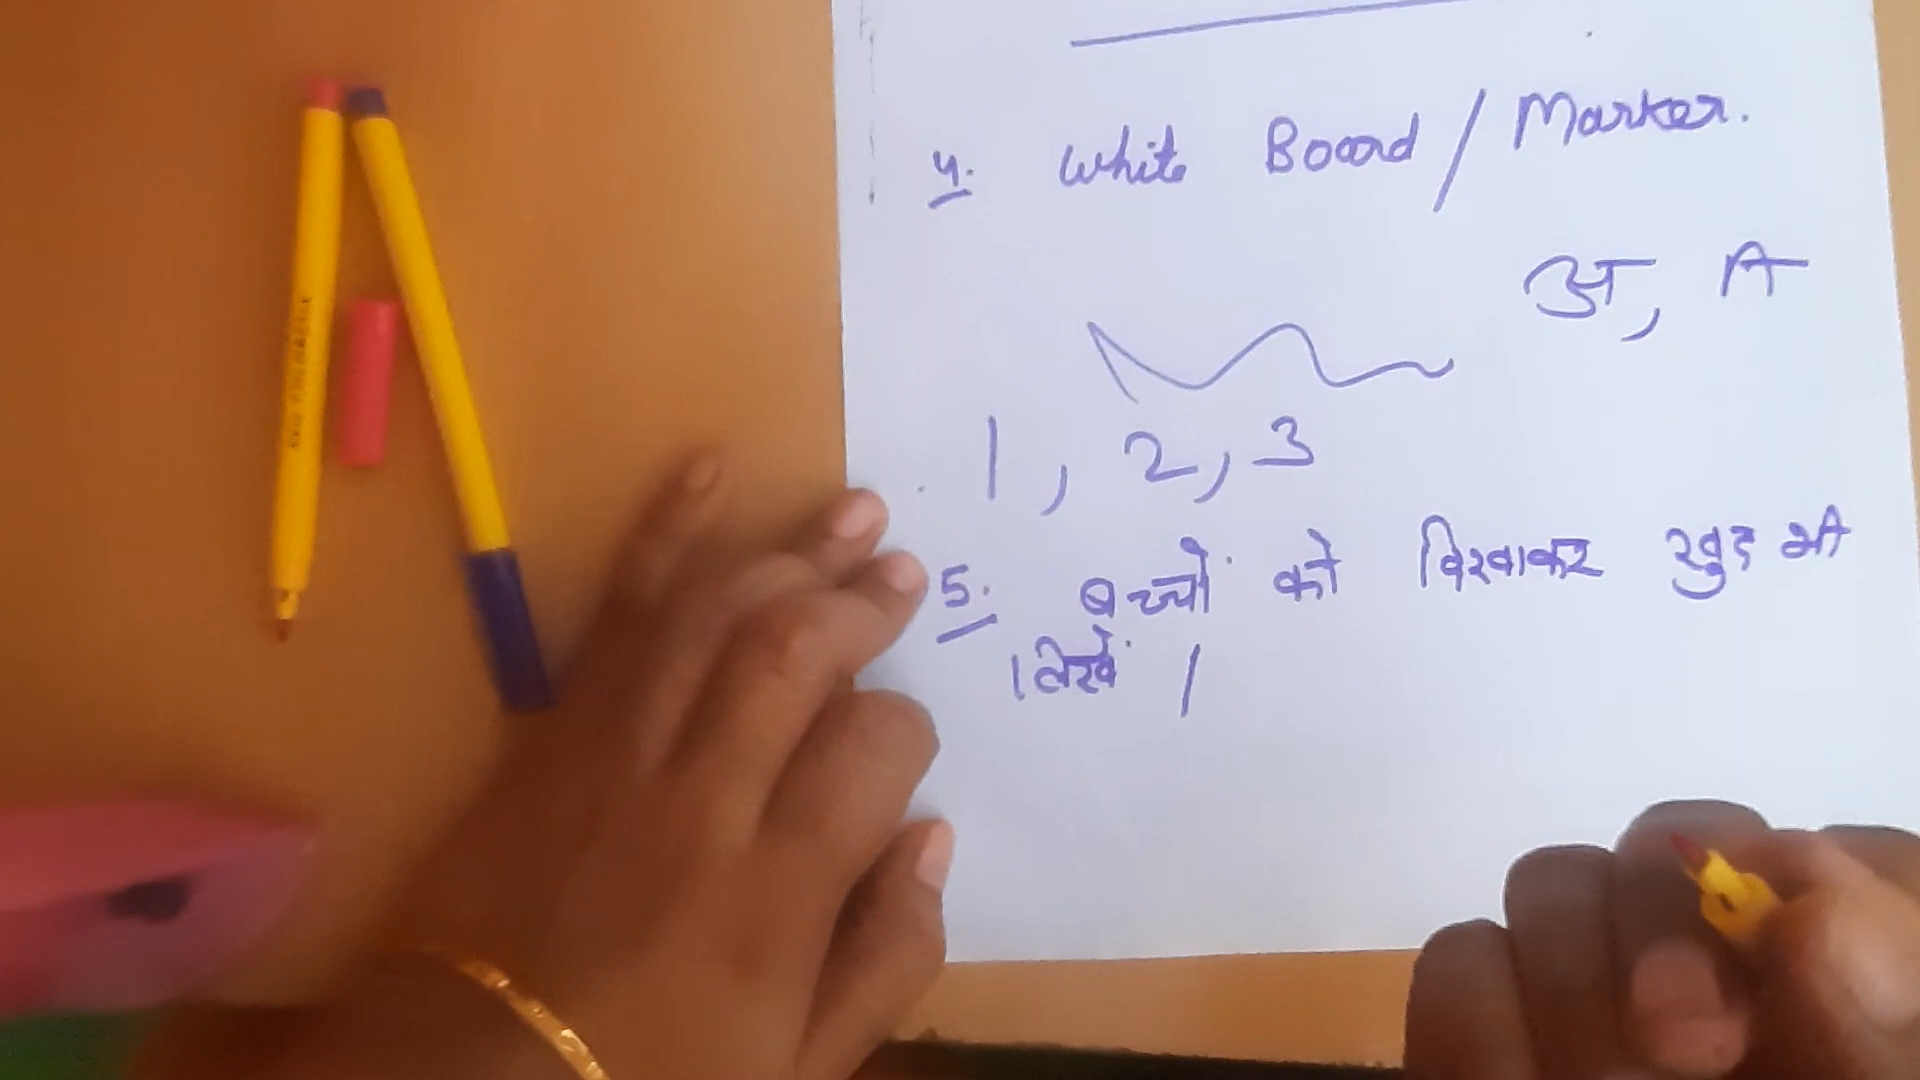 4. White Board / Marker.
अ, A
1, 2, 3
5. बच्चों को दिखाकर खुद भी
लिखें |